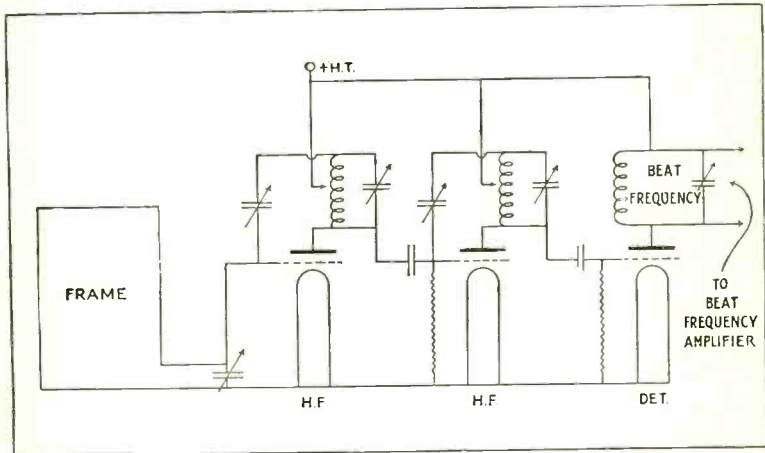 +H.T.
FRAME
BEAT
FREQUENCY
TO
BEAT
FREQUENCY
AMPLIFIER
H.F
H.F
DET.